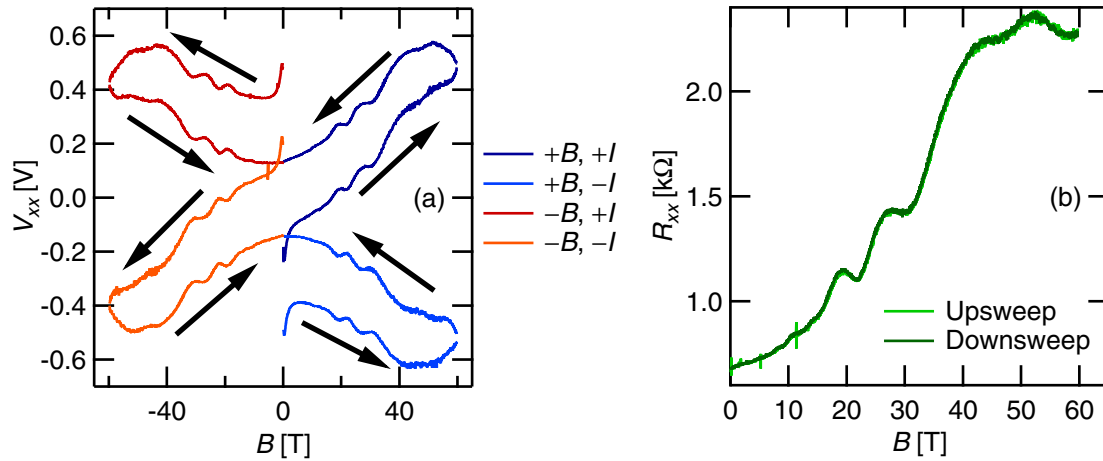 0.6
0.4
0.2
0.0
-0.2
-0.4
-0.6
V_xx [V]
-40
0
40
B [T]
(a)
+B, +I
+B, -I
-B, +I
-B, -I
2.0
1.5
1.0
R_xx [kΩ]
0
10
20
30
40
50
60
B [T]
(b)
Upsweep
Downsweep